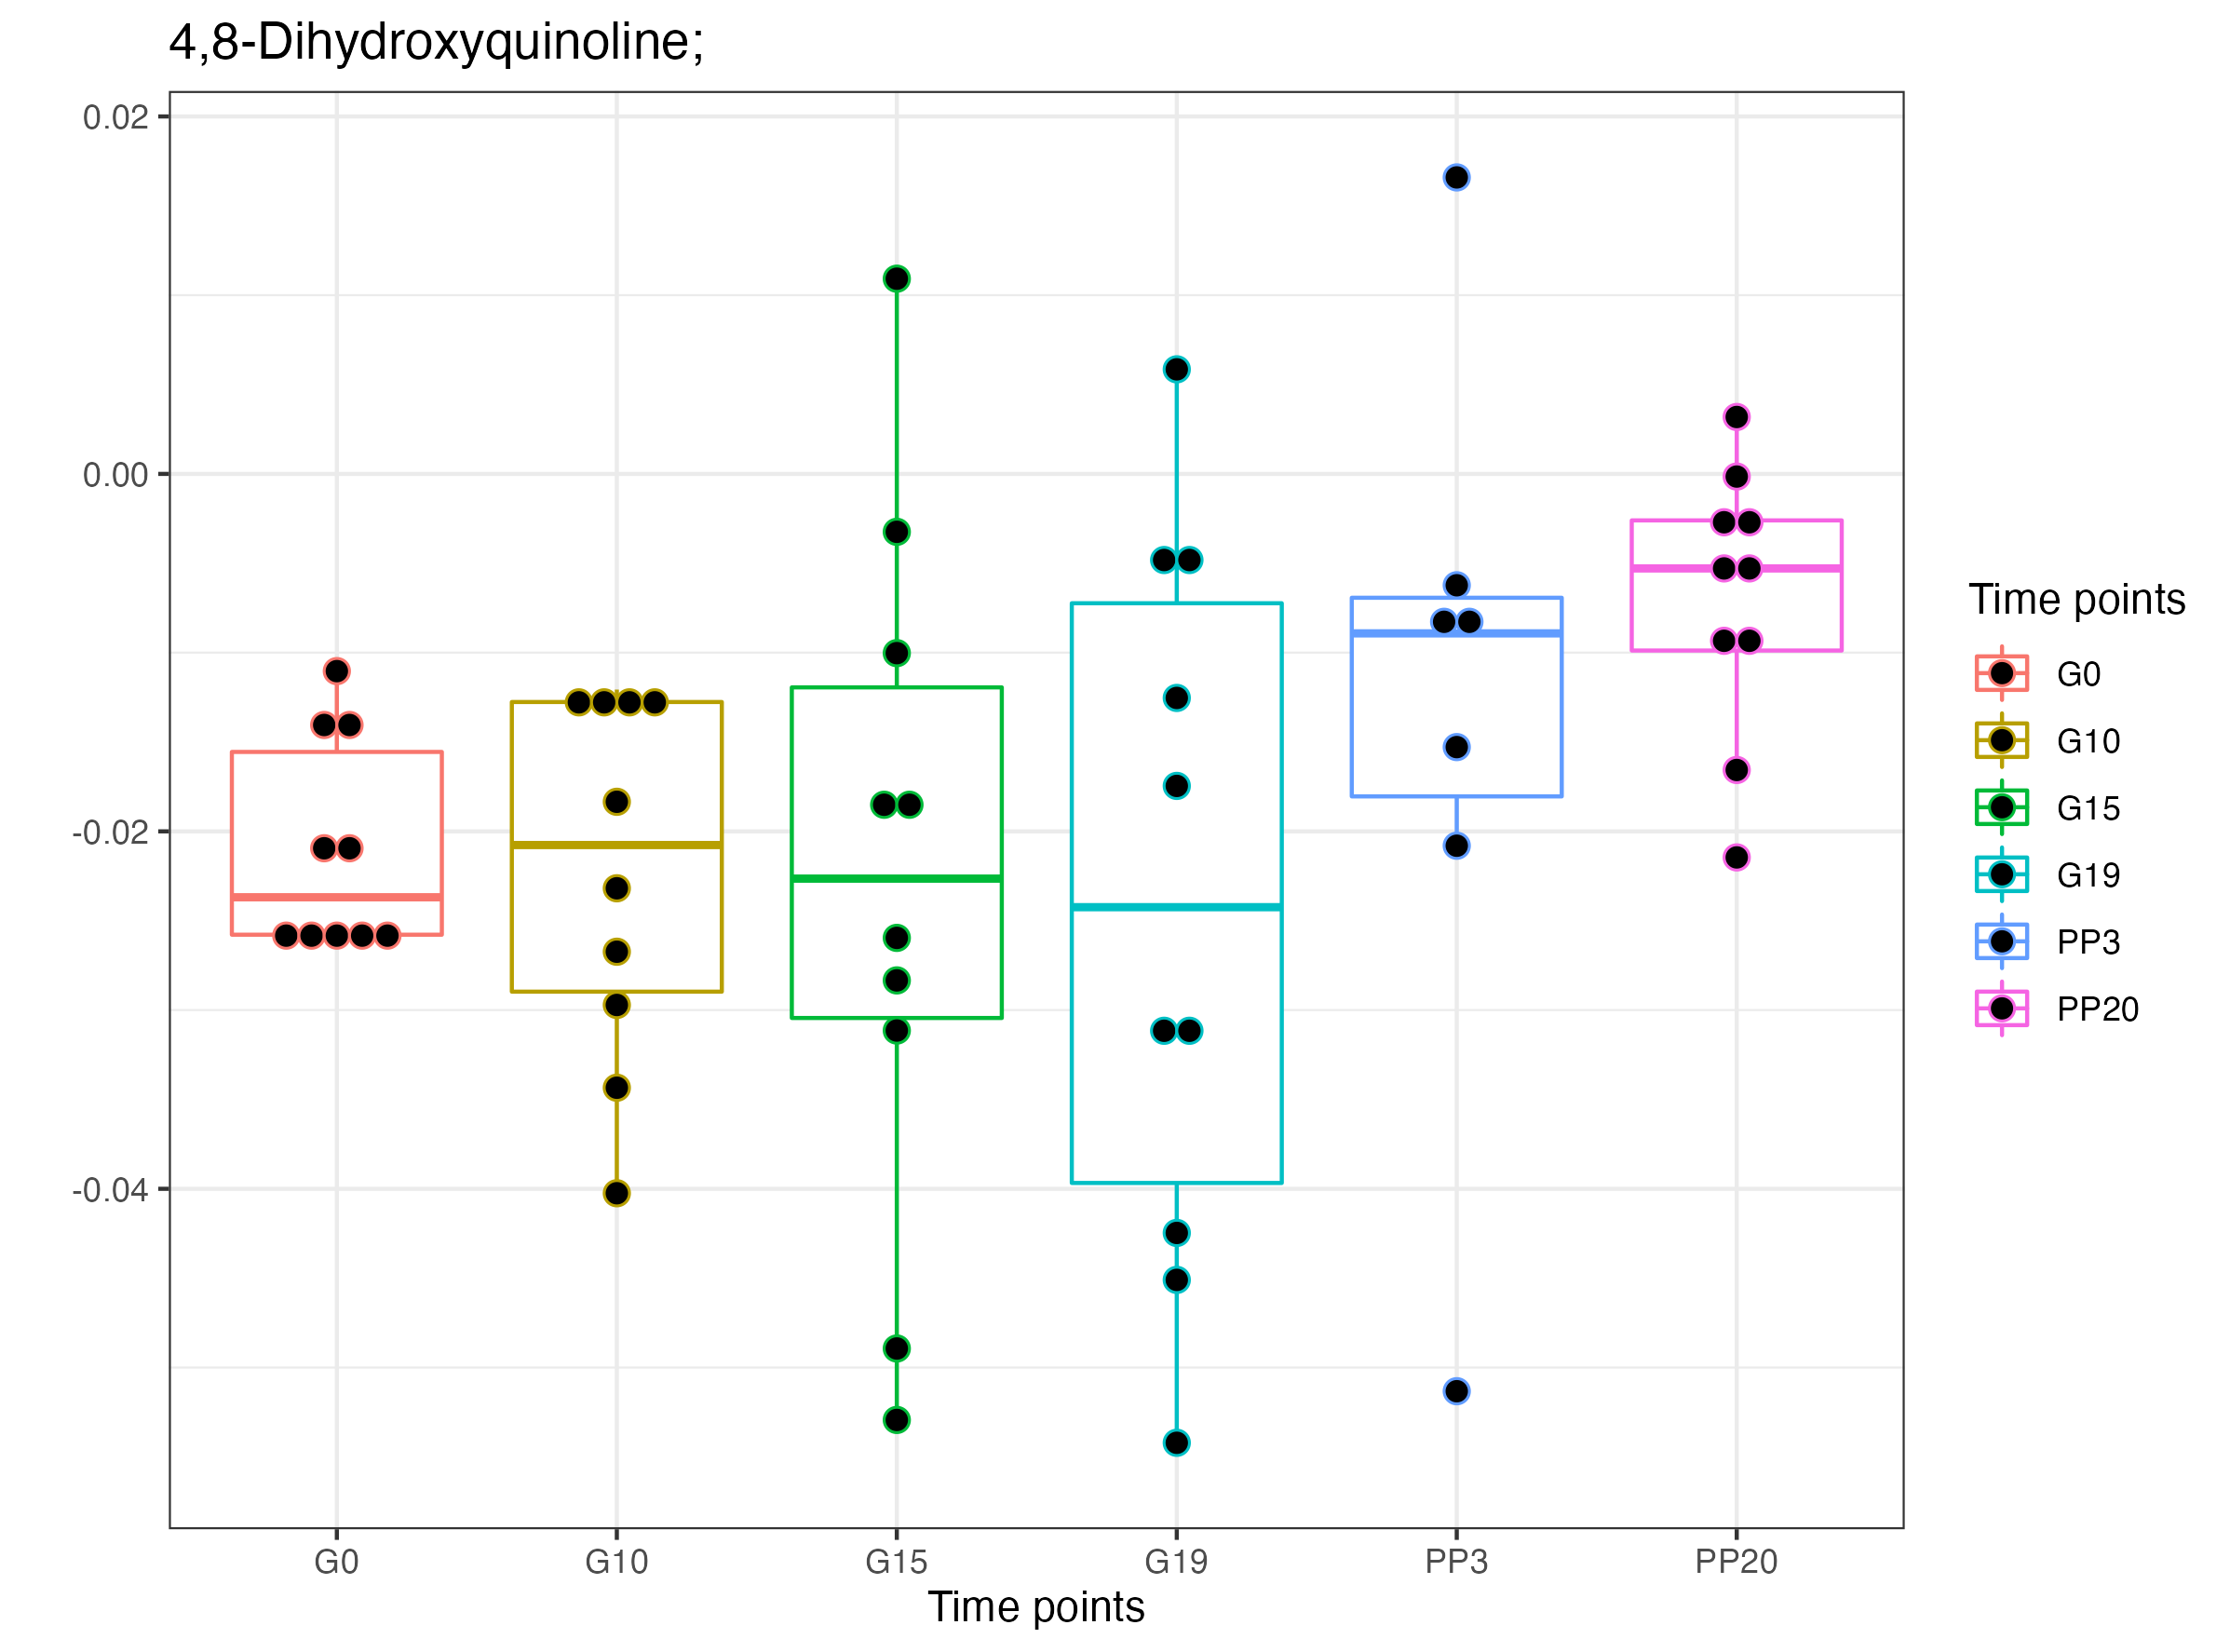 4,8-Dihydroxyquinoline;
0.02
0.00
-0.02
-0.04
G0 G10 G15 G19 PP3 PP20
Time points
Time points
G0
G10
G15
G19
PP3
PP20